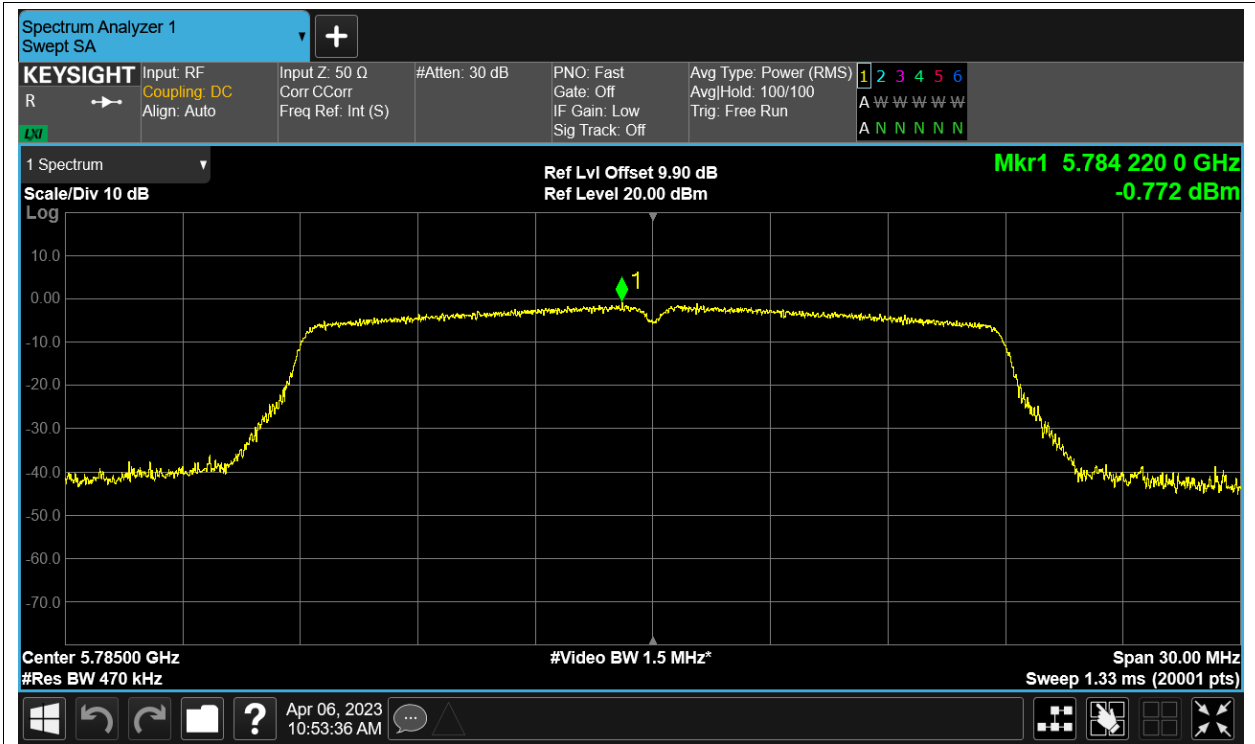 Spectrum Analyzer 1
Swept SA
KEYSIGHT
R
LXI
Input: RF
Coupling: DC
Align: Auto
Input Z: 50 Ω
Corr CCorr
Freq Ref: Int (S)
#Atten: 30 dB
PNO: Fast
Gate: Off
IF Gain: Low
Sig Track: Off
Avg Type: Power (RMS)
Avg|Hold: 100/100
Trig: Free Run
1 2 3 4 5 6
A W W W W W
A N N N N N
1 Spectrum
Scale/Div 10 dB
Ref Lvl Offset 9.90 dB
Ref Level 20.00 dBm
Mkr1 5.784 220 0 GHz
-0.772 dBm
Log
10.0
0.00
-10.0
-20.0
-30.0
-40.0
-50.0
-60.0
-70.0
1
Center 5.78500 GHz
#Res BW 470 kHz
#Video BW 1.5 MHz*
Span 30.00 MHz
Sweep 1.33 ms (20001 pts)
?
Apr 06, 2023
10:53:36 AM